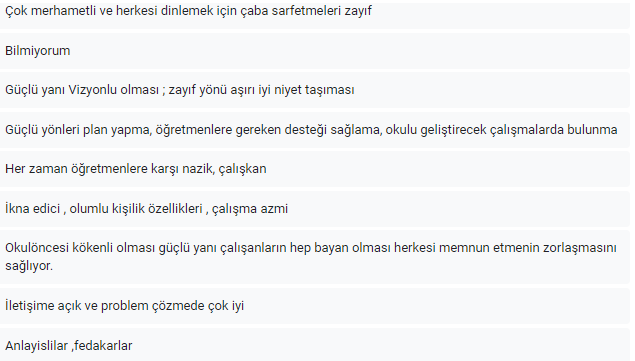 Çok merhametli ve herkesi dinlemek için çaba sarfetmeleri zayıf
Bilmiyorum
Güçlü yanı Vizyonlu olması ; zayıf yönü aşırı iyi niyet taşıması
Güçlü yönleri plan yapma, öğretmenlere gereken desteği sağlama, okulu geliştirecek çalışmalarda bulunma
Her zaman öğretmenlere karşı nazik, çalışkan
İkna edici , olumlu kişilik özellikleri , çalışma azmi
Okulöncesi kökenli olması güçlü yanı çalışanların hep bayan olması herkesi memnun etmenin zorlaşmasını
sağlıyor.
İletişime açık ve problem çözmede çok iyi
Anlayislilar ,fedakarlar